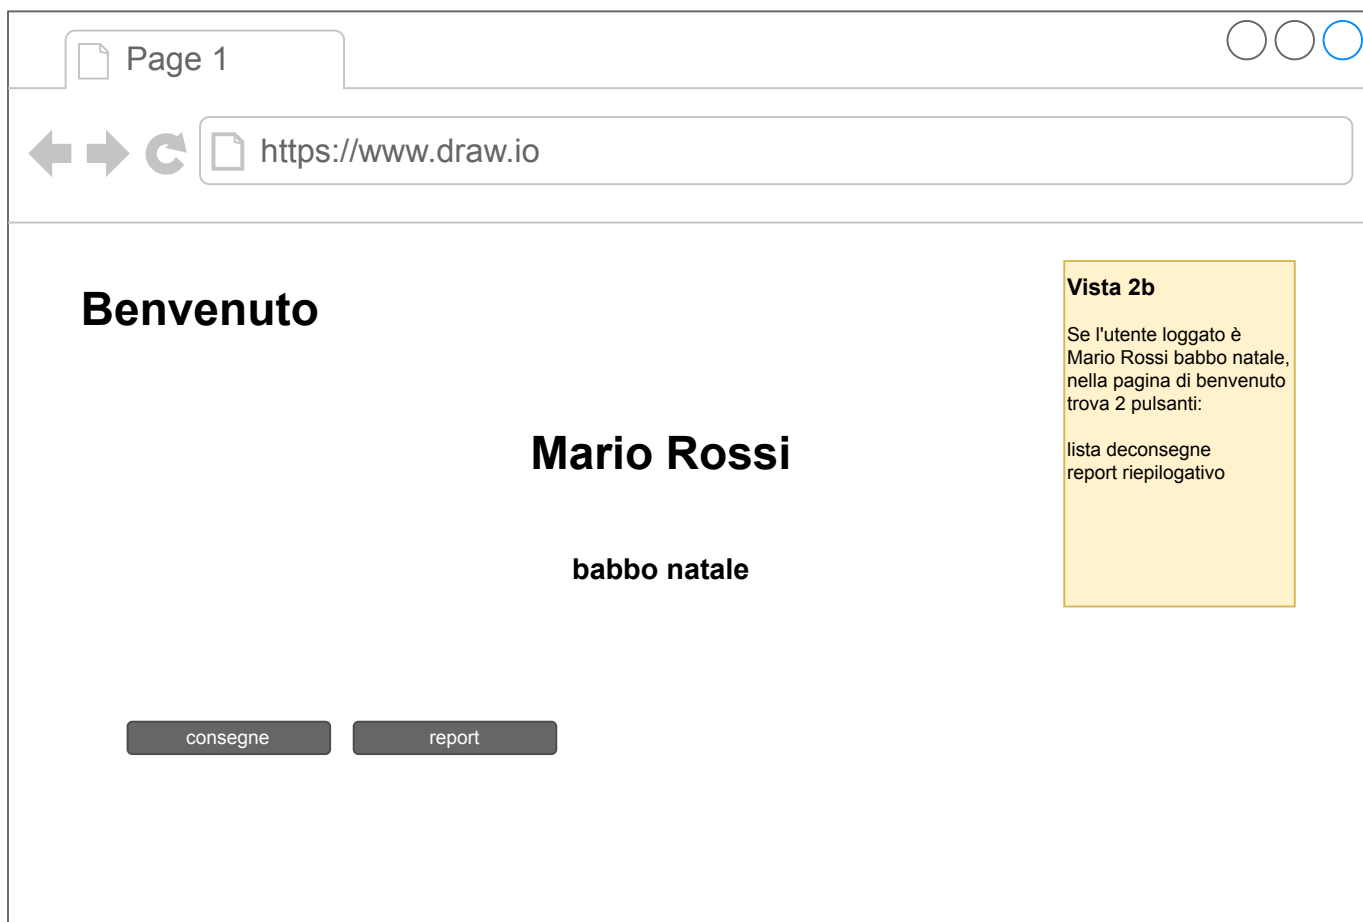 Page 1
https://www.draw.io
Benvenuto
Vista 2b
Se l'utente loggato è
Mario Rossi babbo natale,
nella pagina di benvenuto
trova 2 pulsanti:
lista deconsegne
report riepilogativo
Mario Rossi
babbo natale
consegne
report